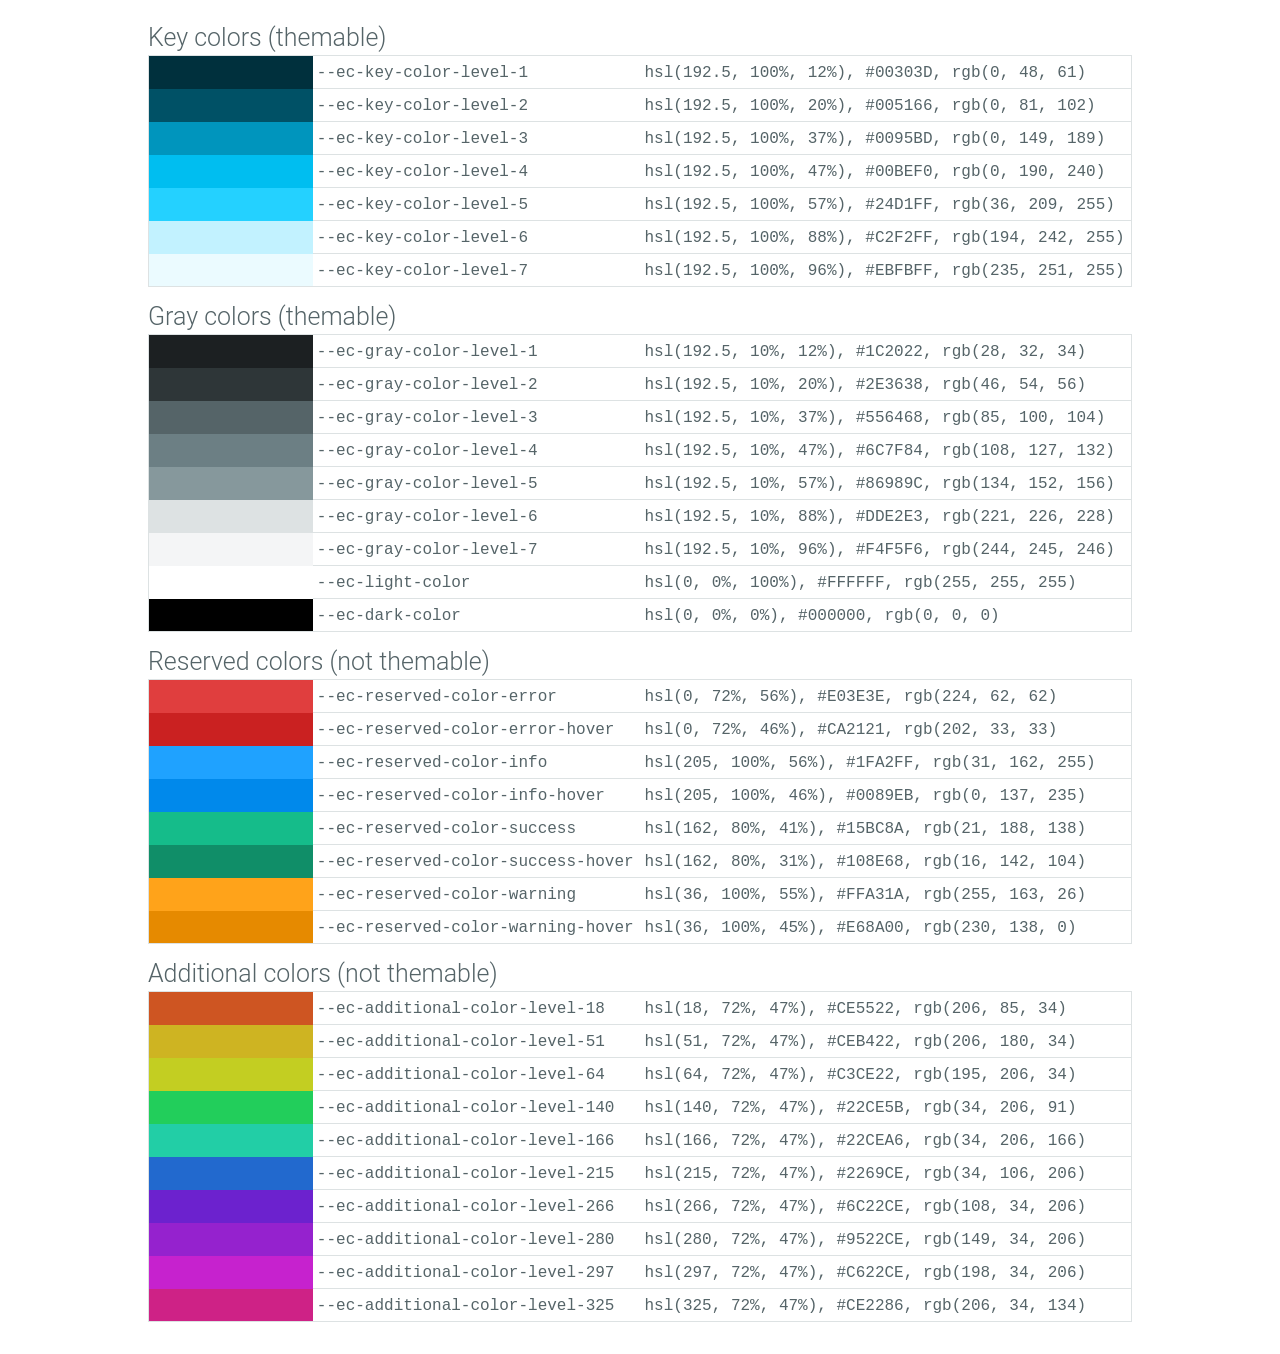 Key colors (themable)
--ec-key-color-level-1 hsl(192.5, 100%, 12%), #00303D, rgb(0, 48, 61)
--ec-key-color-level-2 hsl(192.5, 100%, 20%), #005166, rgb(0, 81, 102)
--ec-key-color-level-3 hsl(192.5, 100%, 37%), #0095BD, rgb(0, 149, 189)
--ec-key-color-level-4 hsl(192.5, 100%, 47%), #00BEF0, rgb(0, 190, 240)
--ec-key-color-level-5 hsl(192.5, 100%, 57%), #24D1FF, rgb(36, 209, 255)
--ec-key-color-level-6 hsl(192.5, 100%, 88%), #C2F2FF, rgb(194, 242, 255)
--ec-key-color-level-7 hsl(192.5, 100%, 96%), #EBFBFF, rgb(235, 251, 255)
Gray colors (themable)
--ec-gray-color-level-1 hsl(192.5, 10%, 12%), #1C2022, rgb(28, 32, 34)
--ec-gray-color-level-2 hsl(192.5, 10%, 20%), #2E3638, rgb(46, 54, 56)
--ec-gray-color-level-3 hsl(192.5, 10%, 37%), #556468, rgb(85, 100, 104)
--ec-gray-color-level-4 hsl(192.5, 10%, 47%), #6C7F84, rgb(108, 127, 132)
--ec-gray-color-level-5 hsl(192.5, 10%, 57%), #86989C, rgb(134, 152, 156)
--ec-gray-color-level-6 hsl(192.5, 10%, 88%), #DDE2E3, rgb(221, 226, 228)
--ec-gray-color-level-7 hsl(192.5, 10%, 96%), #F4F5F6, rgb(244, 245, 246)
--ec-light-color hsl(0, 0%, 100%), #FFFFFF, rgb(255, 255, 255)
--ec-dark-color hsl(0, 0%, 0%), #000000, rgb(0, 0, 0)
Reserved colors (not themable)
--ec-reserved-color-error hsl(0, 72%, 56%), #E03E3E, rgb(224, 62, 62)
--ec-reserved-color-error-hover hsl(0, 72%, 46%), #CA2121, rgb(202, 33, 33)
--ec-reserved-color-info hsl(205, 100%, 56%), #1FA2FF, rgb(31, 162, 255)
--ec-reserved-color-info-hover hsl(205, 100%, 46%), #0089EB, rgb(0, 137, 235)
--ec-reserved-color-success hsl(162, 80%, 41%), #15BC8A, rgb(21, 188, 138)
--ec-reserved-color-success-hover hsl(162, 80%, 31%), #108E68, rgb(16, 142, 104)
--ec-reserved-color-warning hsl(36, 100%, 55%), #FFA31A, rgb(255, 163, 26)
--ec-reserved-color-warning-hover hsl(36, 100%, 45%), #E68A00, rgb(230, 138, 0)
Additional colors (not themable)
--ec-additional-color-level-18 hsl(18, 72%, 47%), #CE5522, rgb(206, 85, 34)
--ec-additional-color-level-51 hsl(51, 72%, 47%), #CEB422, rgb(206, 180, 34)
--ec-additional-color-level-64 hsl(64, 72%, 47%), #C3CE22, rgb(195, 206, 34)
--ec-additional-color-level-140 hsl(140, 72%, 47%), #22CE5B, rgb(34, 206, 91)
--ec-additional-color-level-166 hsl(166, 72%, 47%), #22CEA6, rgb(34, 206, 166)
--ec-additional-color-level-215 hsl(215, 72%, 47%), #2269CE, rgb(34, 106, 206)
--ec-additional-color-level-266 hsl(266, 72%, 47%), #6C22CE, rgb(108, 34, 206)
--ec-additional-color-level-280 hsl(280, 72%, 47%), #9522CE, rgb(149, 34, 206)
--ec-additional-color-level-297 hsl(297, 72%, 47%), #C622CE, rgb(198, 34, 206)
--ec-additional-color-level-325 hsl(325, 72%, 47%), #CE2286, rgb(206, 34, 134)